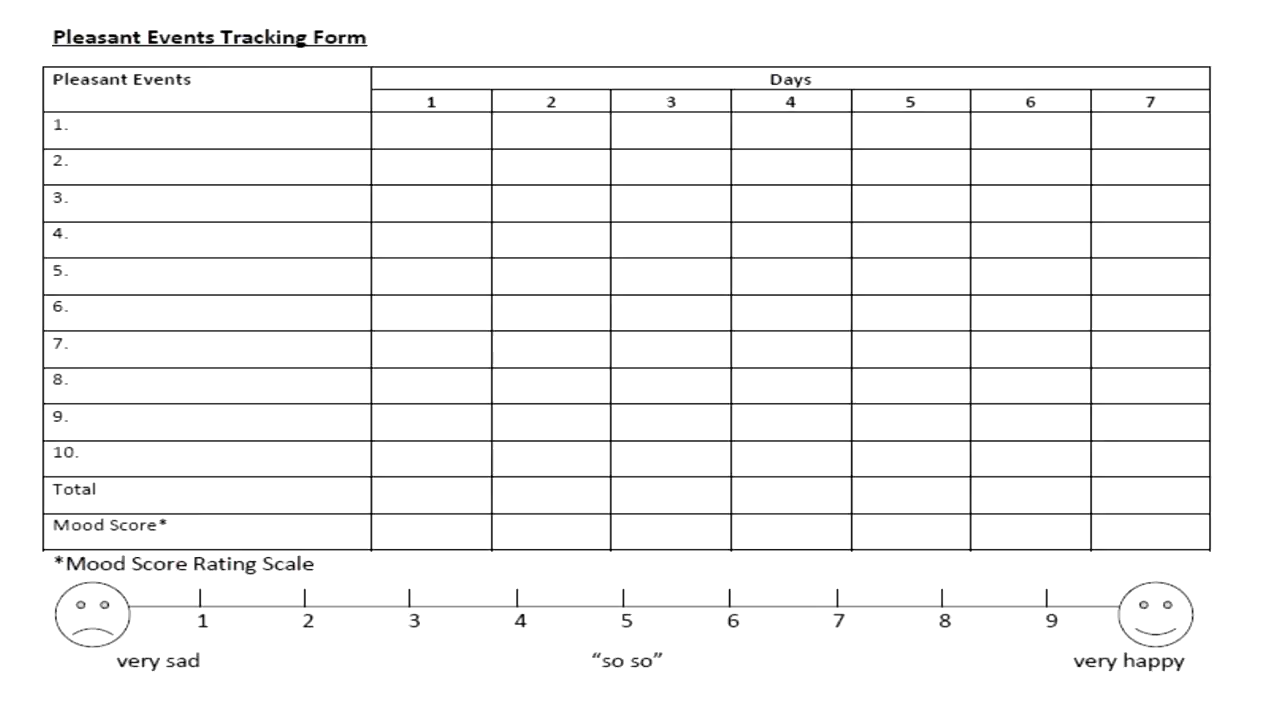 Pleasant Events Tracking Form
Pleasant Events Days
1 2 3 4 5 6 7
1.
2.
3.
4.
5.
6.
7.
8.
9.
10.
Total
Mood Score*
*Mood Score Rating Scale
1 2 3 4 5 6 7 8 9
very sad “so so” very happy